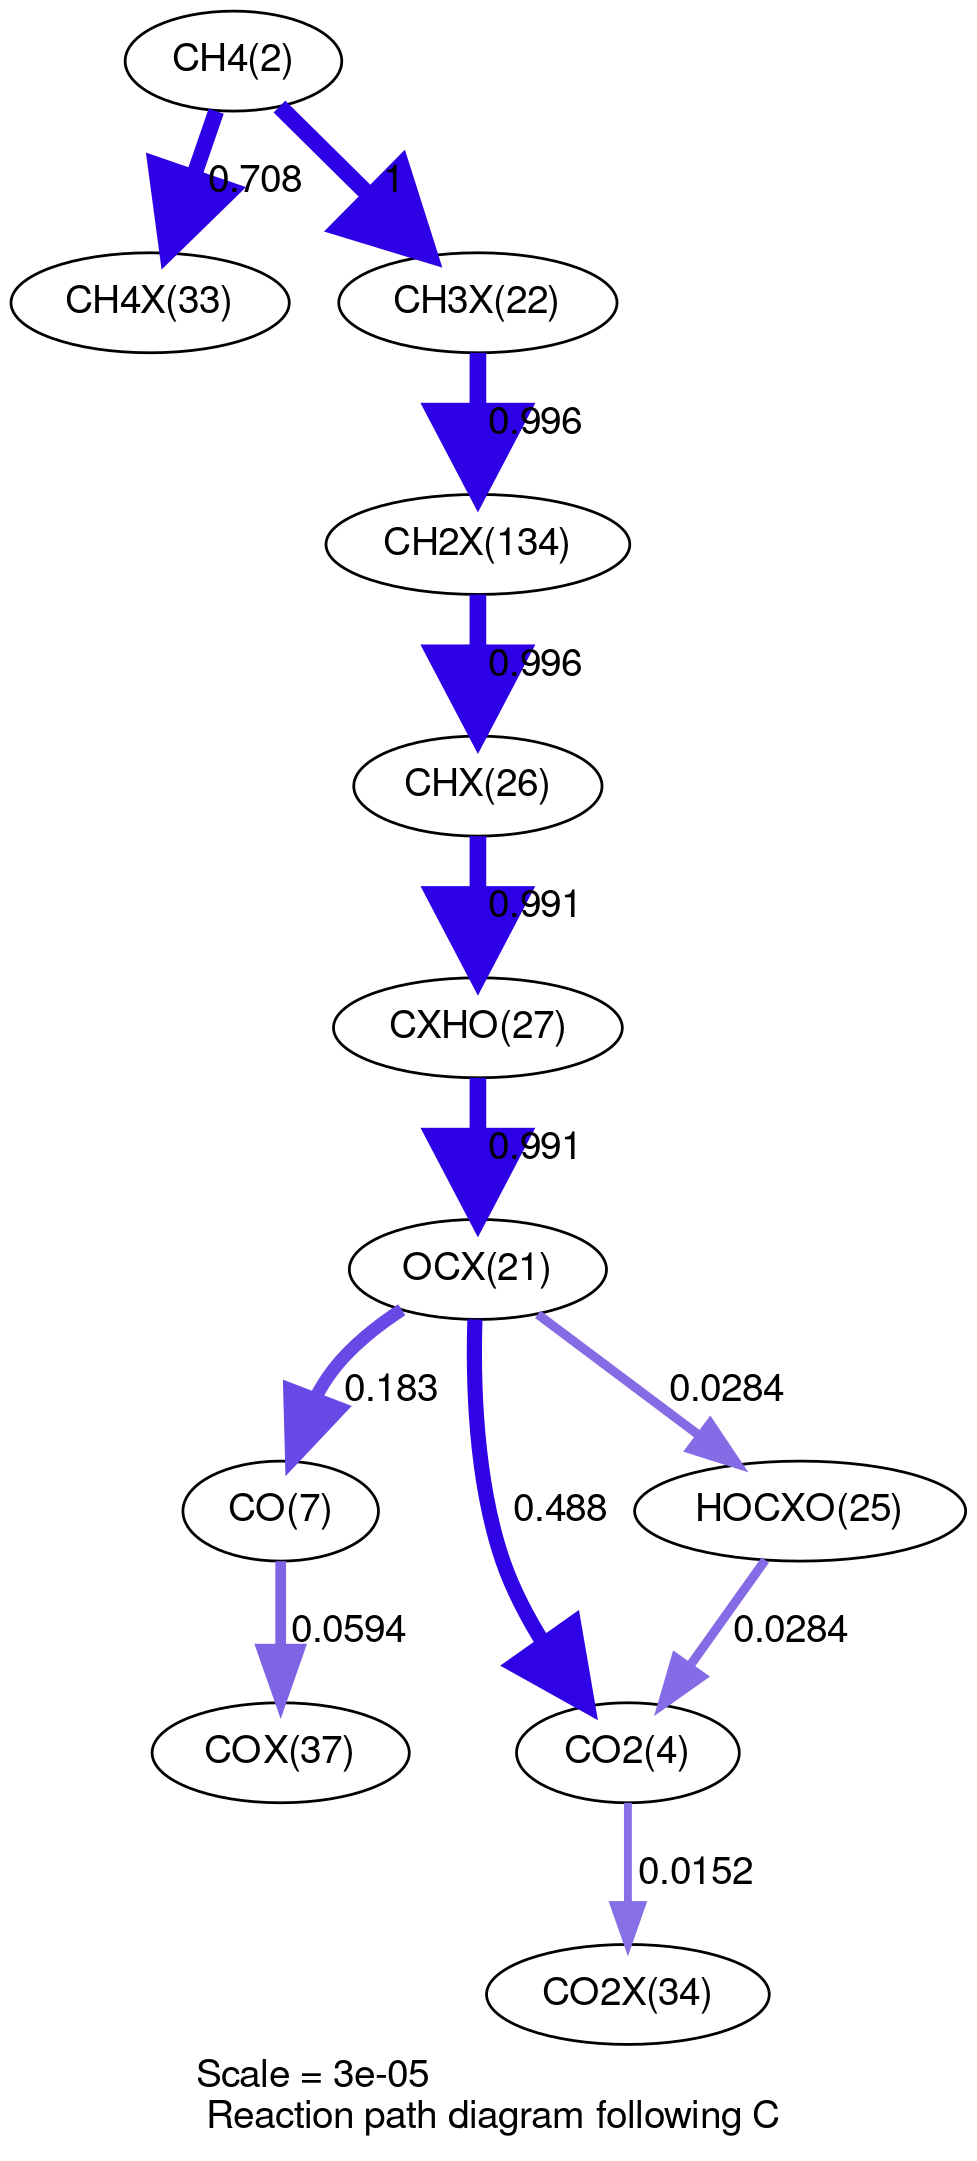 CH4(2)
0.708
1
CH4X(33)
CH3X(22)
0.996
CH2X(134)
0.996
CHX(26)
0.991
CXHO(27)
0.991
OCX(21)
0.183
0.0284
CO(7)
0.488
HOCXO(25)
0.0594
0.0284
COX(37)
CO2(4)
0.0152
CO2X(34)
Scale = 3e-05
Reaction path diagram following C